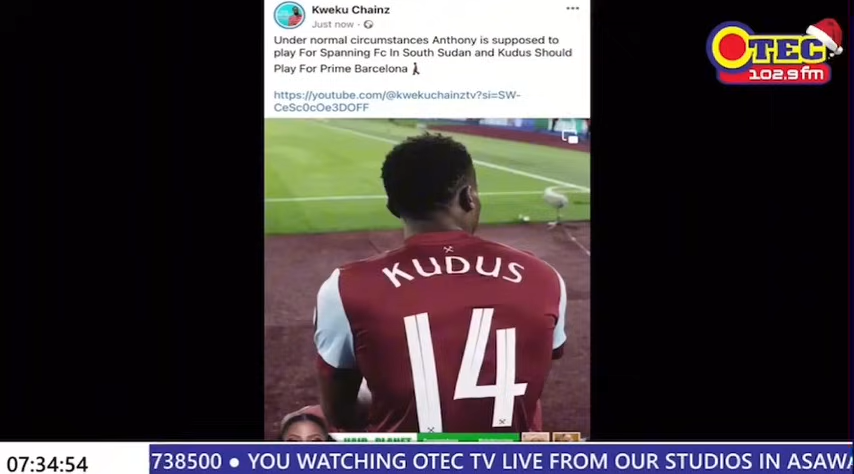 Kweku Chainz
Just now ·
Under normal circumstances Anthony is supposed to
play For Spanning Fc In South Sudan and Kudus Should
Play For Prime Barcelona
https://youtube.com/@kwekuchainztv?si=SW-
CeSc0cOe3DOFF
OTEC
102.9fm
KUDUS
14
HAIR PLANET
07:34:54
738500 ● YOU WATCHING OTEC TV LIVE FROM OUR STUDIOS IN ASAWA